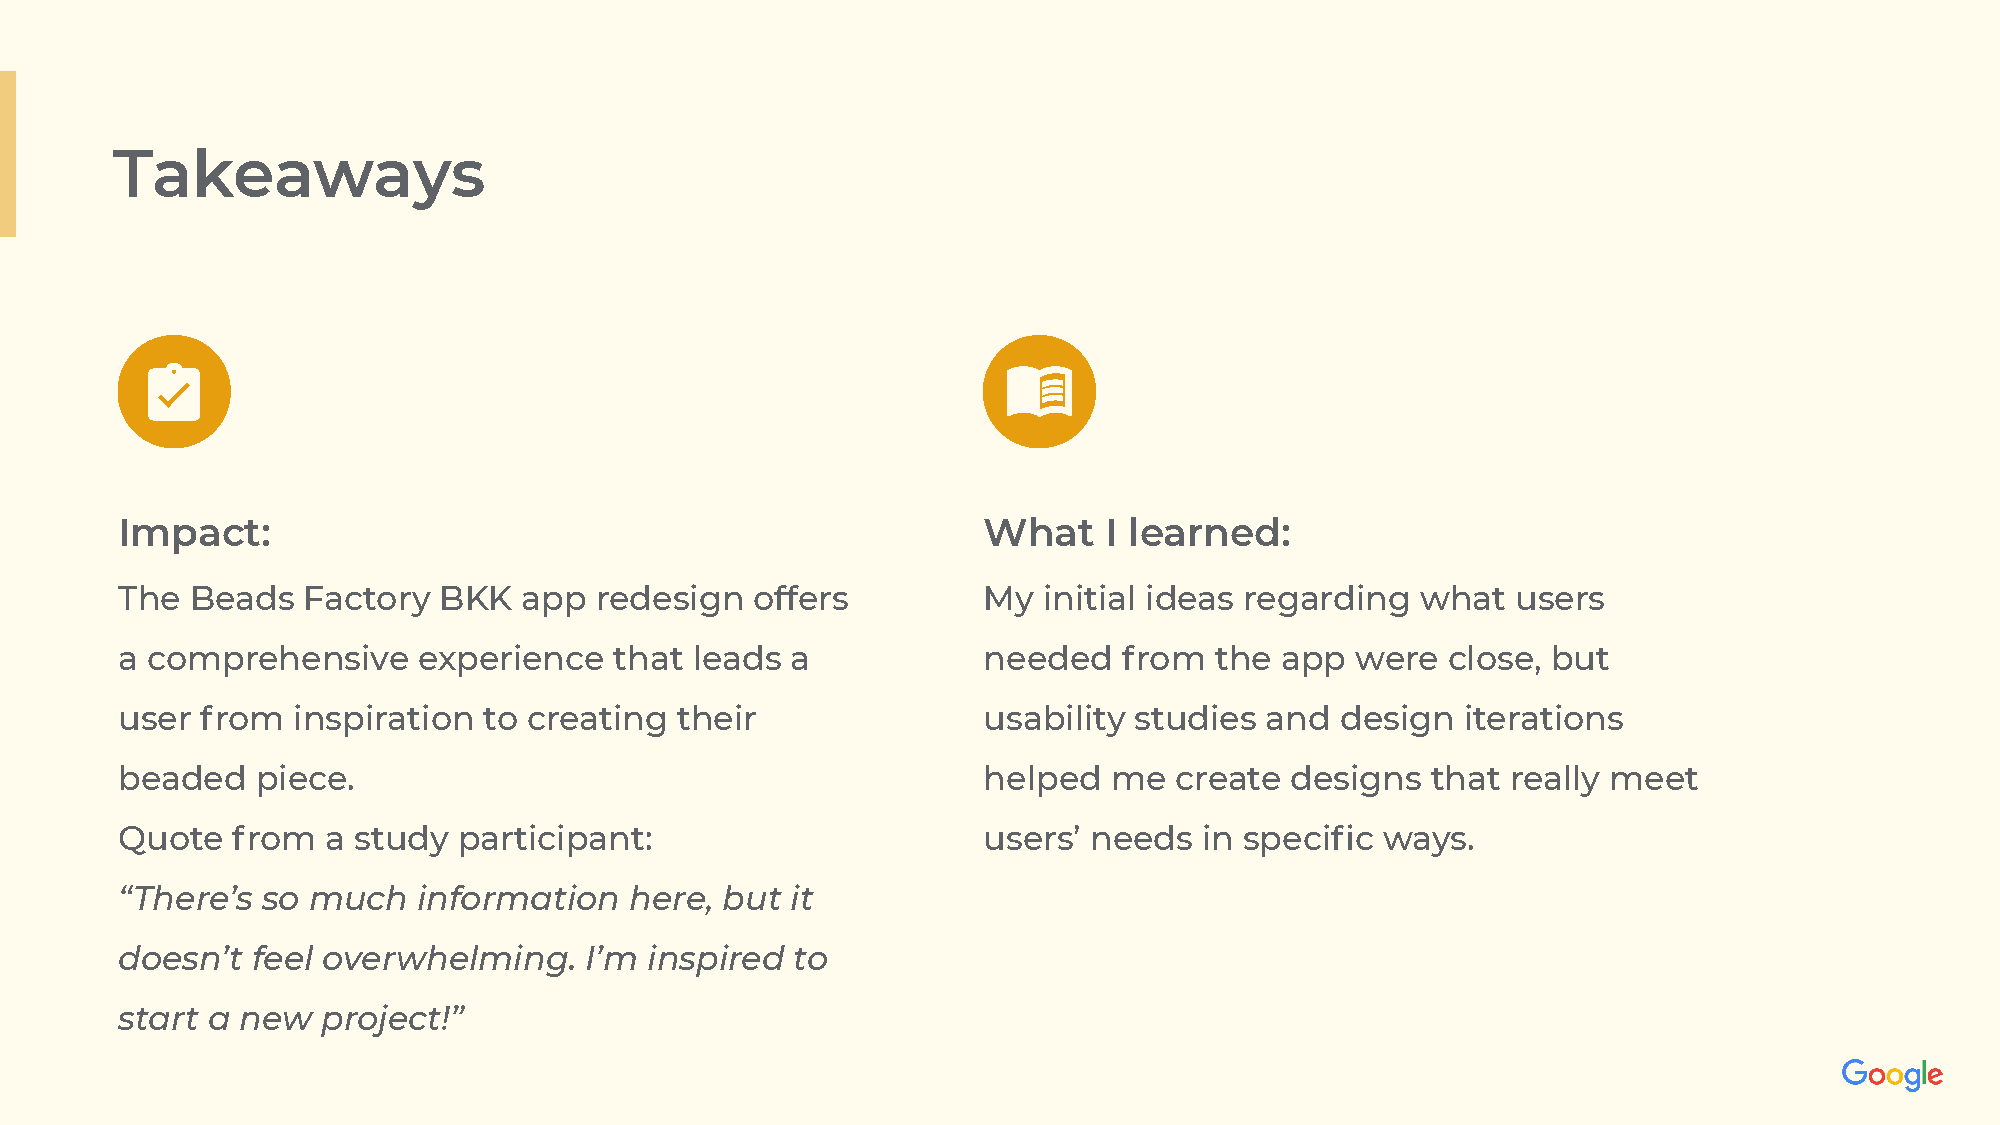 Takeaways
Impact:
The Beads Factory BKK app redesign offers
a comprehensive experience that leads a
user from inspiration to creating their
beaded piece.
Quote from a study participant:
“There’s so much information here, but it
doesn’t feel overwhelming. I’m inspired to
start a new project!”
What I learned:
My initial ideas regarding what users
needed from the app were close, but
usability studies and design iterations
helped me create designs that really meet
users’ needs in specific ways.
Google